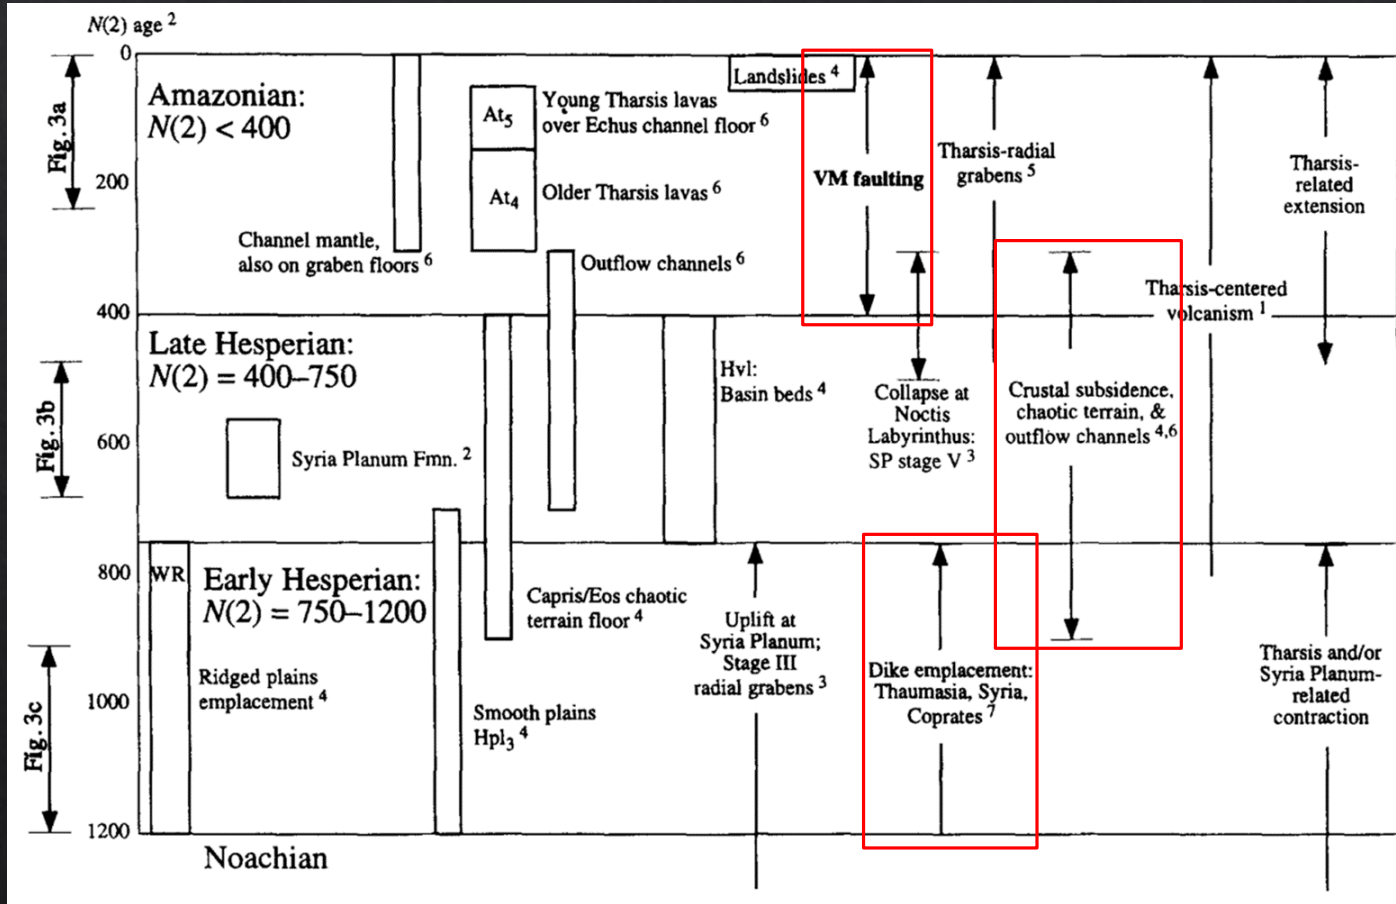 N(2) age 2
0
200
400
600
800
1000
1200
Fig. 3a
Fig. 3b
Fig. 3c
Amazonian:
N(2) < 400
Channel mantle,
also on graben floors 6
At5
Young Tharsis lavas
over Echus channel floor 6
At4
Older Tharsis lavas 6
Outflow channels 6
Landslides 4
VM faulting
Tharsis-radial
grabens 5
Tharsis-centered
volcanism 1
Tharsis-
related
extension
Late Hesperian:
N(2) = 400–750
Syria Planum Fmn. 2
Hvl:
Basin beds 4
Collapse at
Noctis
Labyrinthus:
SP stage V 3
Crustal subsidence,
chaotic terrain, &
outflow channels 4,6
WR
Early Hesperian:
N(2) = 750–1200
Ridged plains
emplacement 4
Capris/Eos chaotic
terrain floor 4
Smooth plains
Hpl3 4
Uplift at
Syria Planum;
Stage III
radial grabens 3
Dike emplacement:
Thaumasia, Syria,
Coprates 7
Tharsis and/or
Syria Planum-
related
contraction
Noachian